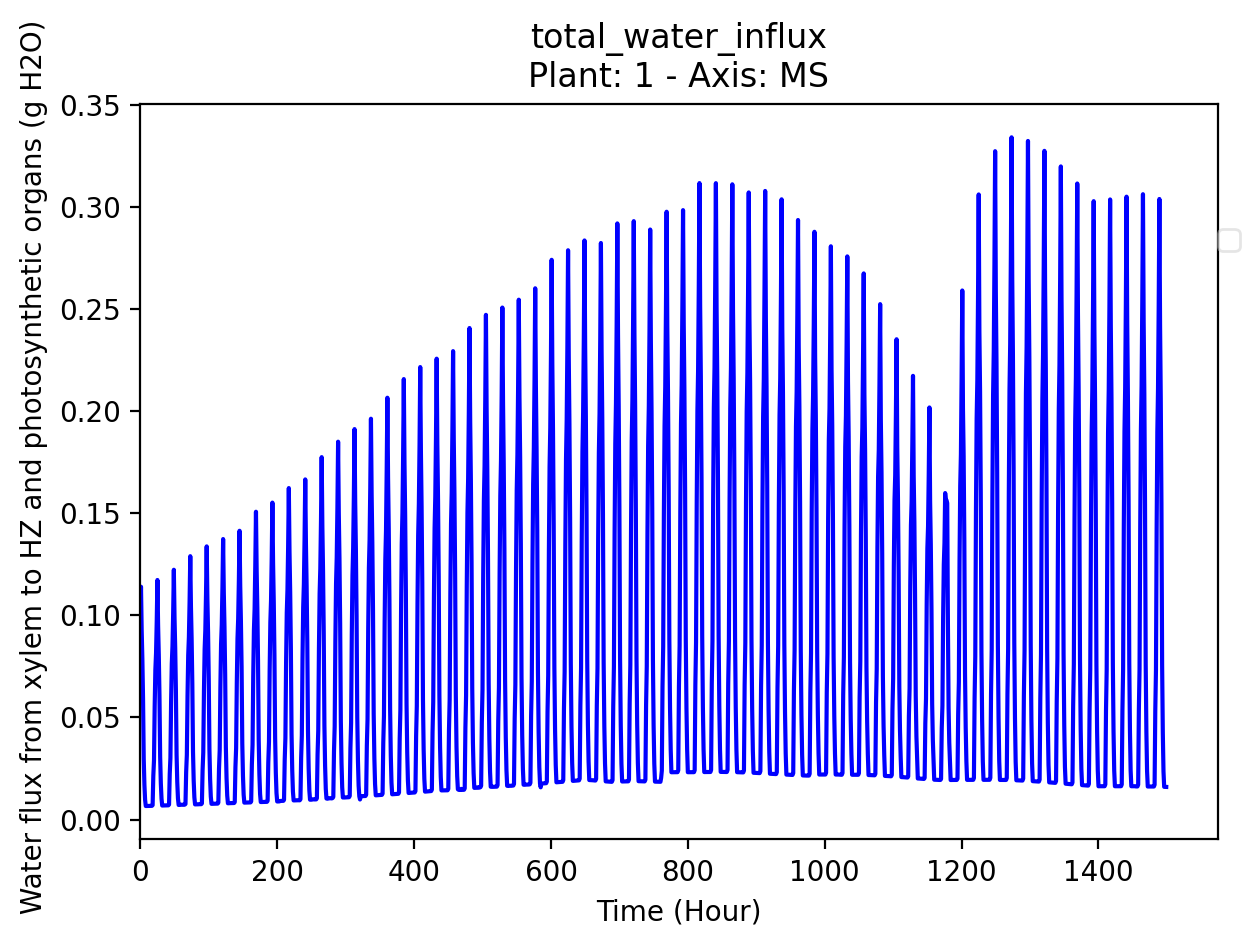 total_water_influx
Plant: 1 - Axis: MS
Water flux from xylem to HZ and photosynthetic organs (g H2O)
0.35
0.30
0.25
0.20
0.15
0.10
0.05
0.00
0 200 400 600 800 1000 1200 1400
Time (Hour)